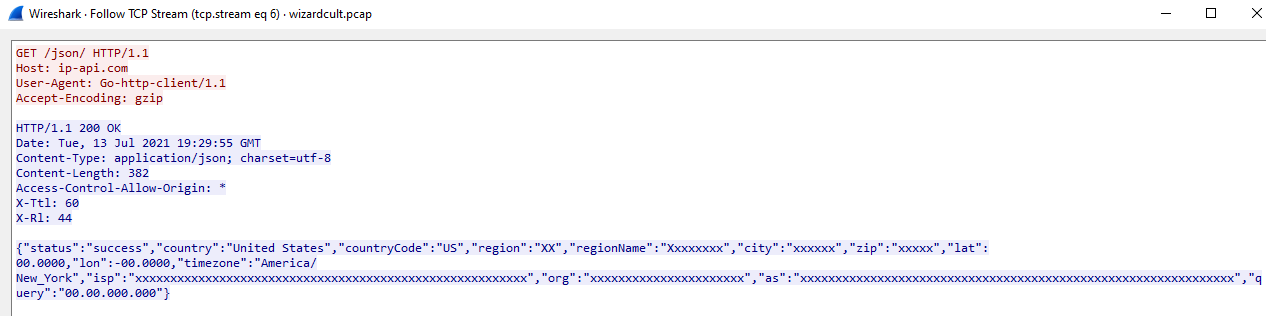 Wireshark · Follow TCP Stream (tcp.stream eq 6) · wizardcult.pcap
GET /json/ HTTP/1.1
Host: ip-api.com
User-Agent: Go-http-client/1.1
Accept-Encoding: gzip
HTTP/1.1 200 OK
Date: Tue, 13 Jul 2021 19:29:55 GMT
Content-Type: application/json; charset=utf-8
Content-Length: 382
Access-Control-Allow-Origin: *
X-Ttl: 60
X-Rl: 44
{"status":"success","country":"United States","countryCode":"US","region":"XX","regionName":"Xxxxxxxx","city":"xxxxxx","zip":"xxxxx","lat":
00.0000,"lon":-00.0000,"timezone":"America/
New_York","isp":"xxxxxxxxxxxxxxxxxxxxxxxxxxxxxxxxxxxxxxxxxxxxxxxxxxxxxxxx","org":"xxxxxxxxxxxxxxxxxxxxxx","as":"xxxxxxxxxxxxxxxxxxxxxxxxxxxxxxxxxxxxxxxxxxxxxxxxxxxxxxxxxxxxxx","q
uery":"00.00.000.000"}